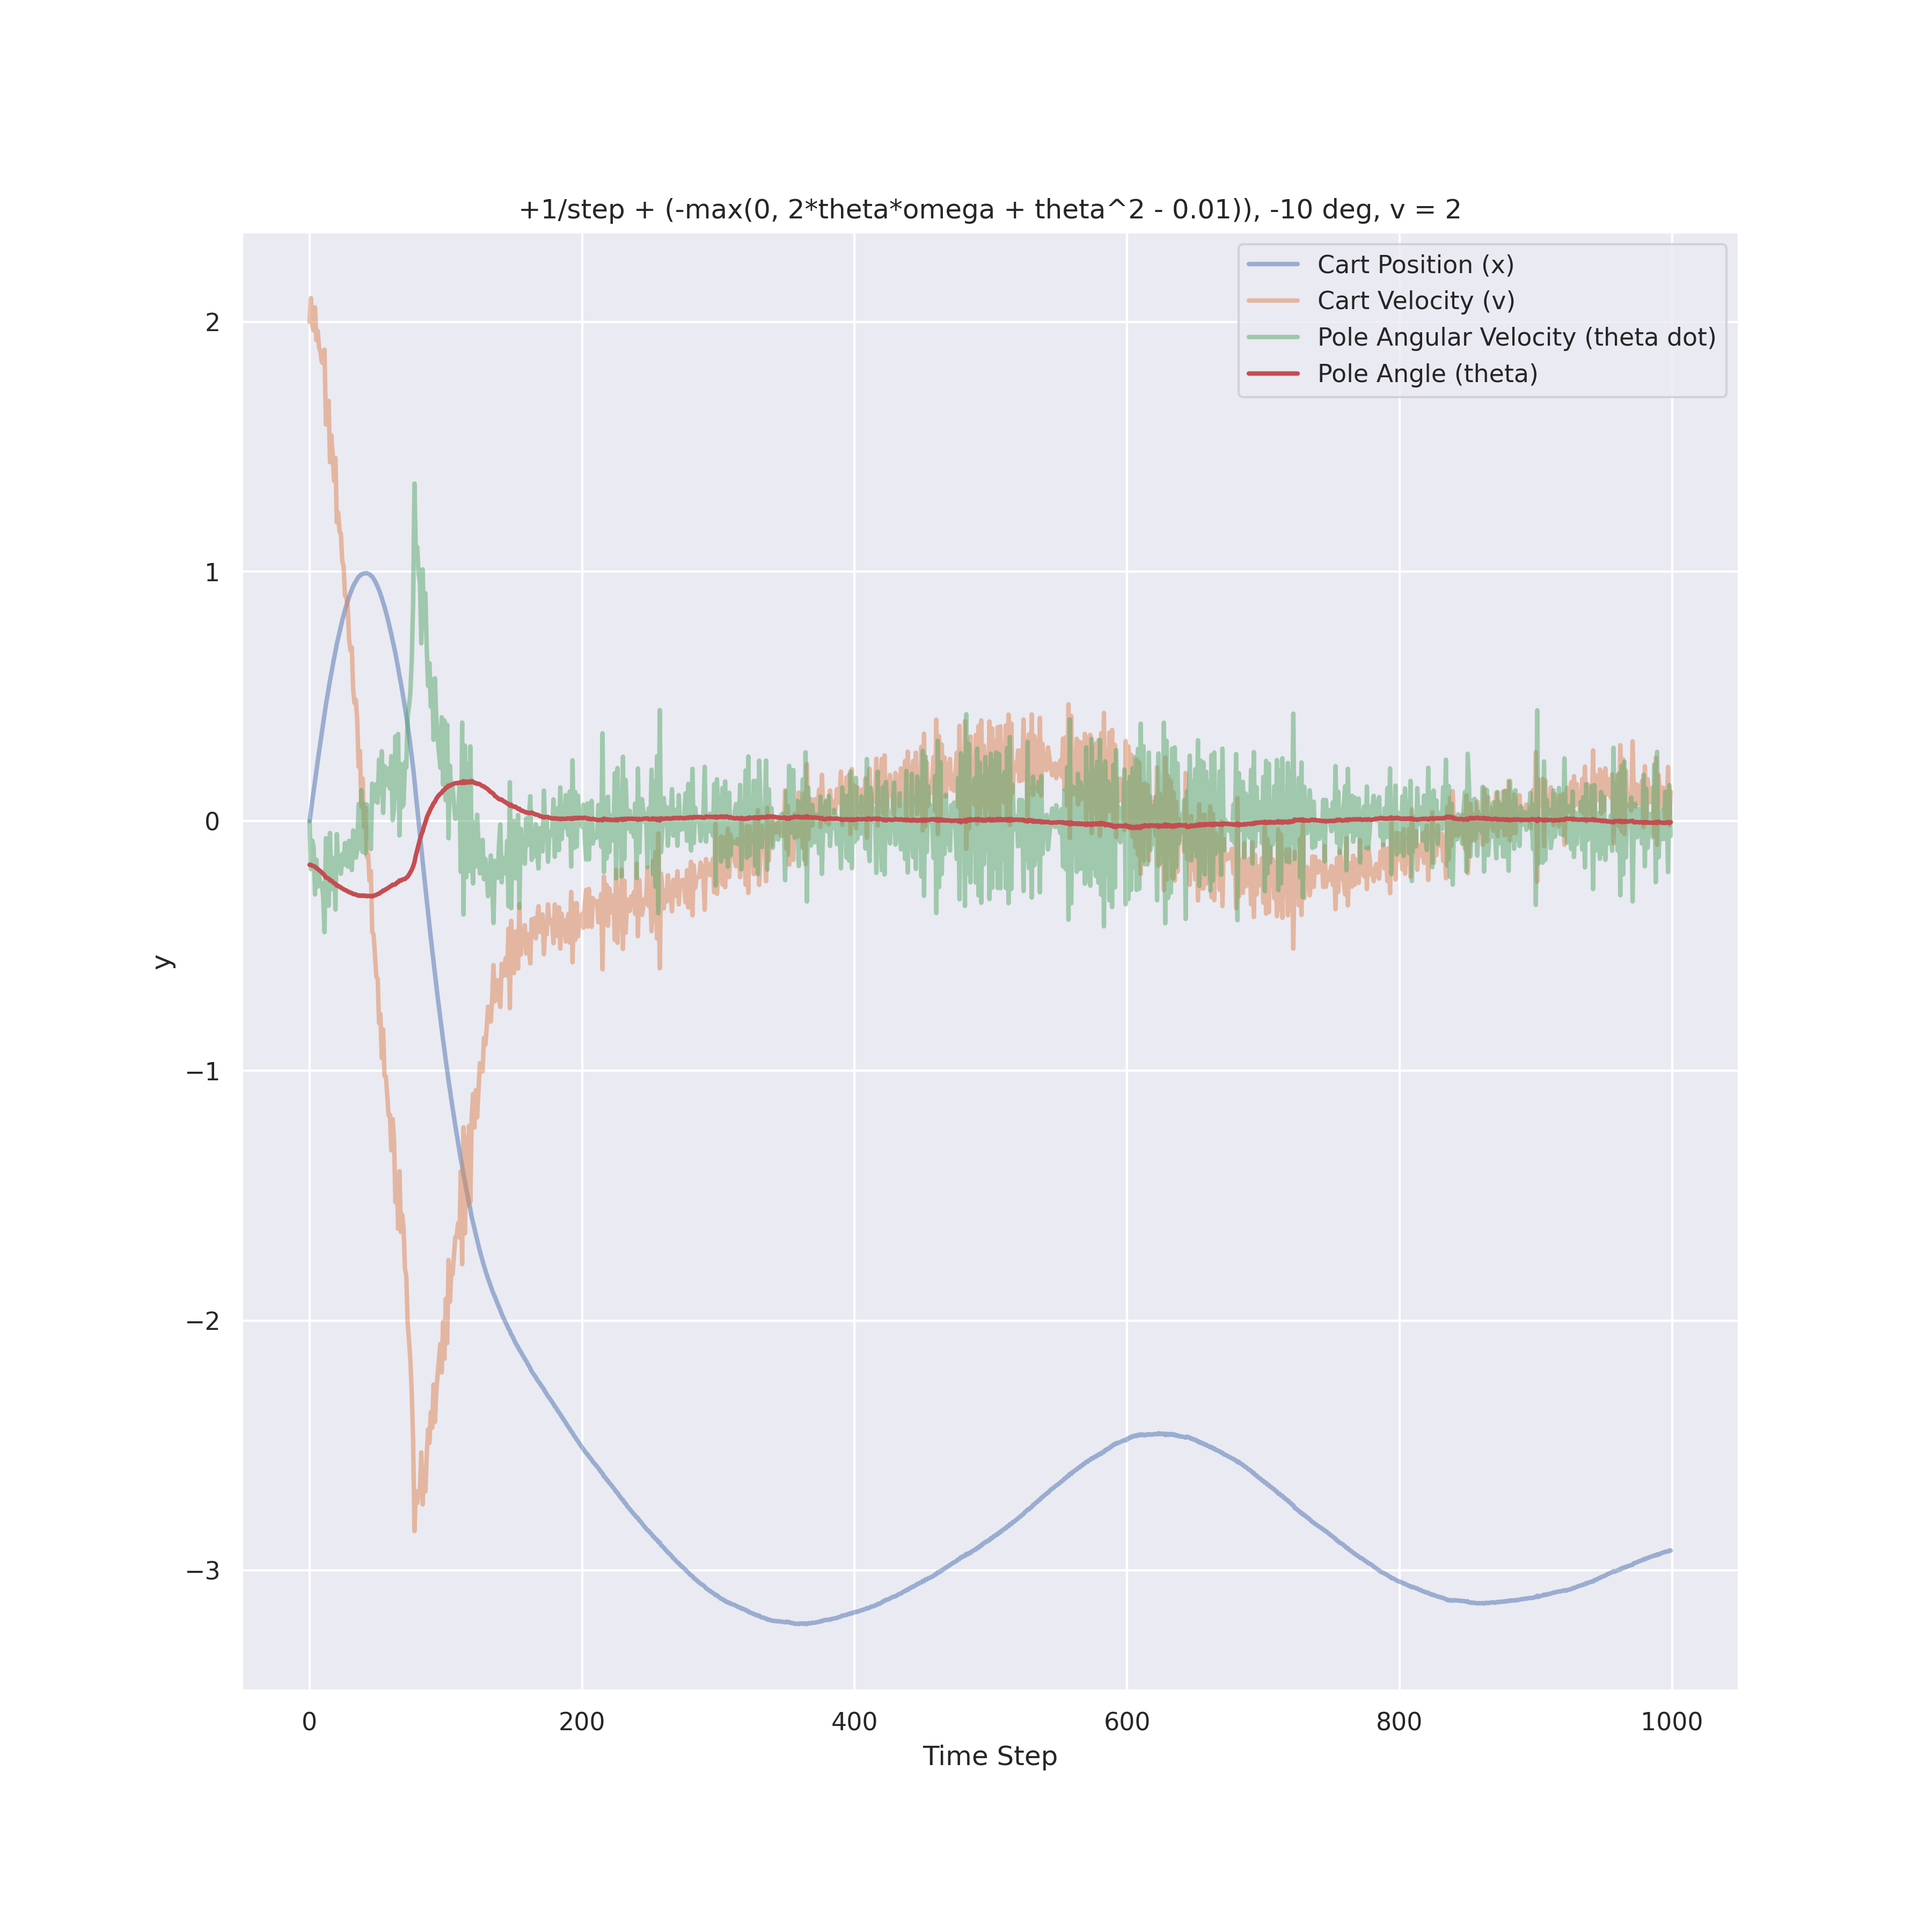 +1/step + (-max(0, 2*theta*omega + theta^2 - 0.01)), -10 deg, v = 2
Cart Position (x)
Cart Velocity (v)
Pole Angular Velocity (theta dot)
Pole Angle (theta)
2
1
0
−1
−2
−3
y
0 200 400 600 800 1000
Time Step